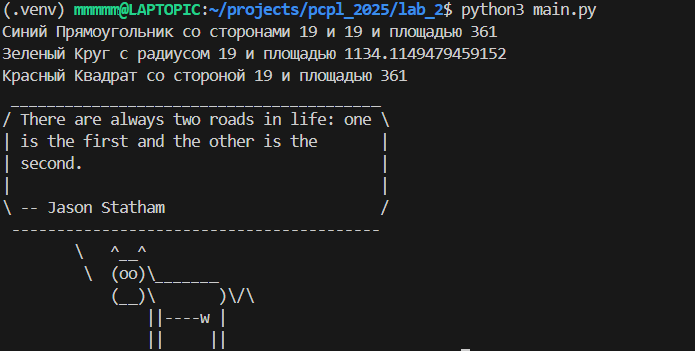 (.venv) mmmmm@LAPTOPIC:~/projects/pcpl_2025/lab_2$ python3 main.py
Синий Прямоугольник со сторонами 19 и 19 и площадью 361
Зеленый Круг с радиусом 19 и площадью 1134.1149479459152
Красный Квадрат со стороной 19 и площадью 361
 _________________________________________
/ There are always two roads in life: one \
| is the first and the other is the       |
| second.                                 |
|                                         |
\ -- Jason Statham                        /
 -----------------------------------------
        \   ^__^
         \  (oo)\_______
            (__)\       )\/\
                ||----w |
                ||     ||